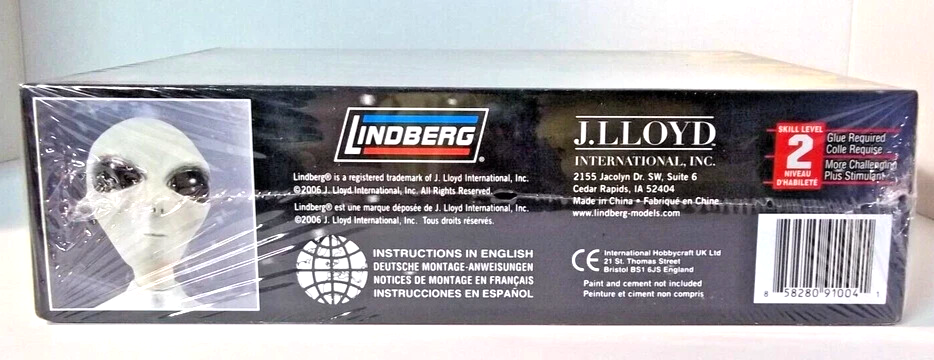 LINDBERG®
Lindberg® is a registered trademark of J. Lloyd International, Inc.
©2006 J. Lloyd International, Inc. All Rights Reserved.
Lindberg® est une marque déposée de J. Lloyd International, Inc.
©2006 J. Lloyd International, Inc. Tous droits réservés.
INSTRUCTIONS IN ENGLISH
DEUTSCHE MONTAGE-ANWEISUNGEN
NOTICES DE MONTAGE EN FRANÇAIS
INSTRUCCIONES EN ESPAÑOL
J.LLOYD
INTERNATIONAL, INC.
2155 Jacolyn Dr. SW, Suite 6
Cedar Rapids, IA 52404
Made in China • Fabriqué en Chine
www.lindberg-models.com
CE
International Hobbycraft UK Ltd
21 St. Thomas Street
Bristol BS1 6JS England
Paint and cement not included
Peinture et ciment non compris
SKILL LEVEL
2
NIVEAU
D'HABILETÉ
Glue Required
Colle Requise
More Challenging
Plus Stimulant
8 58280 91004 1